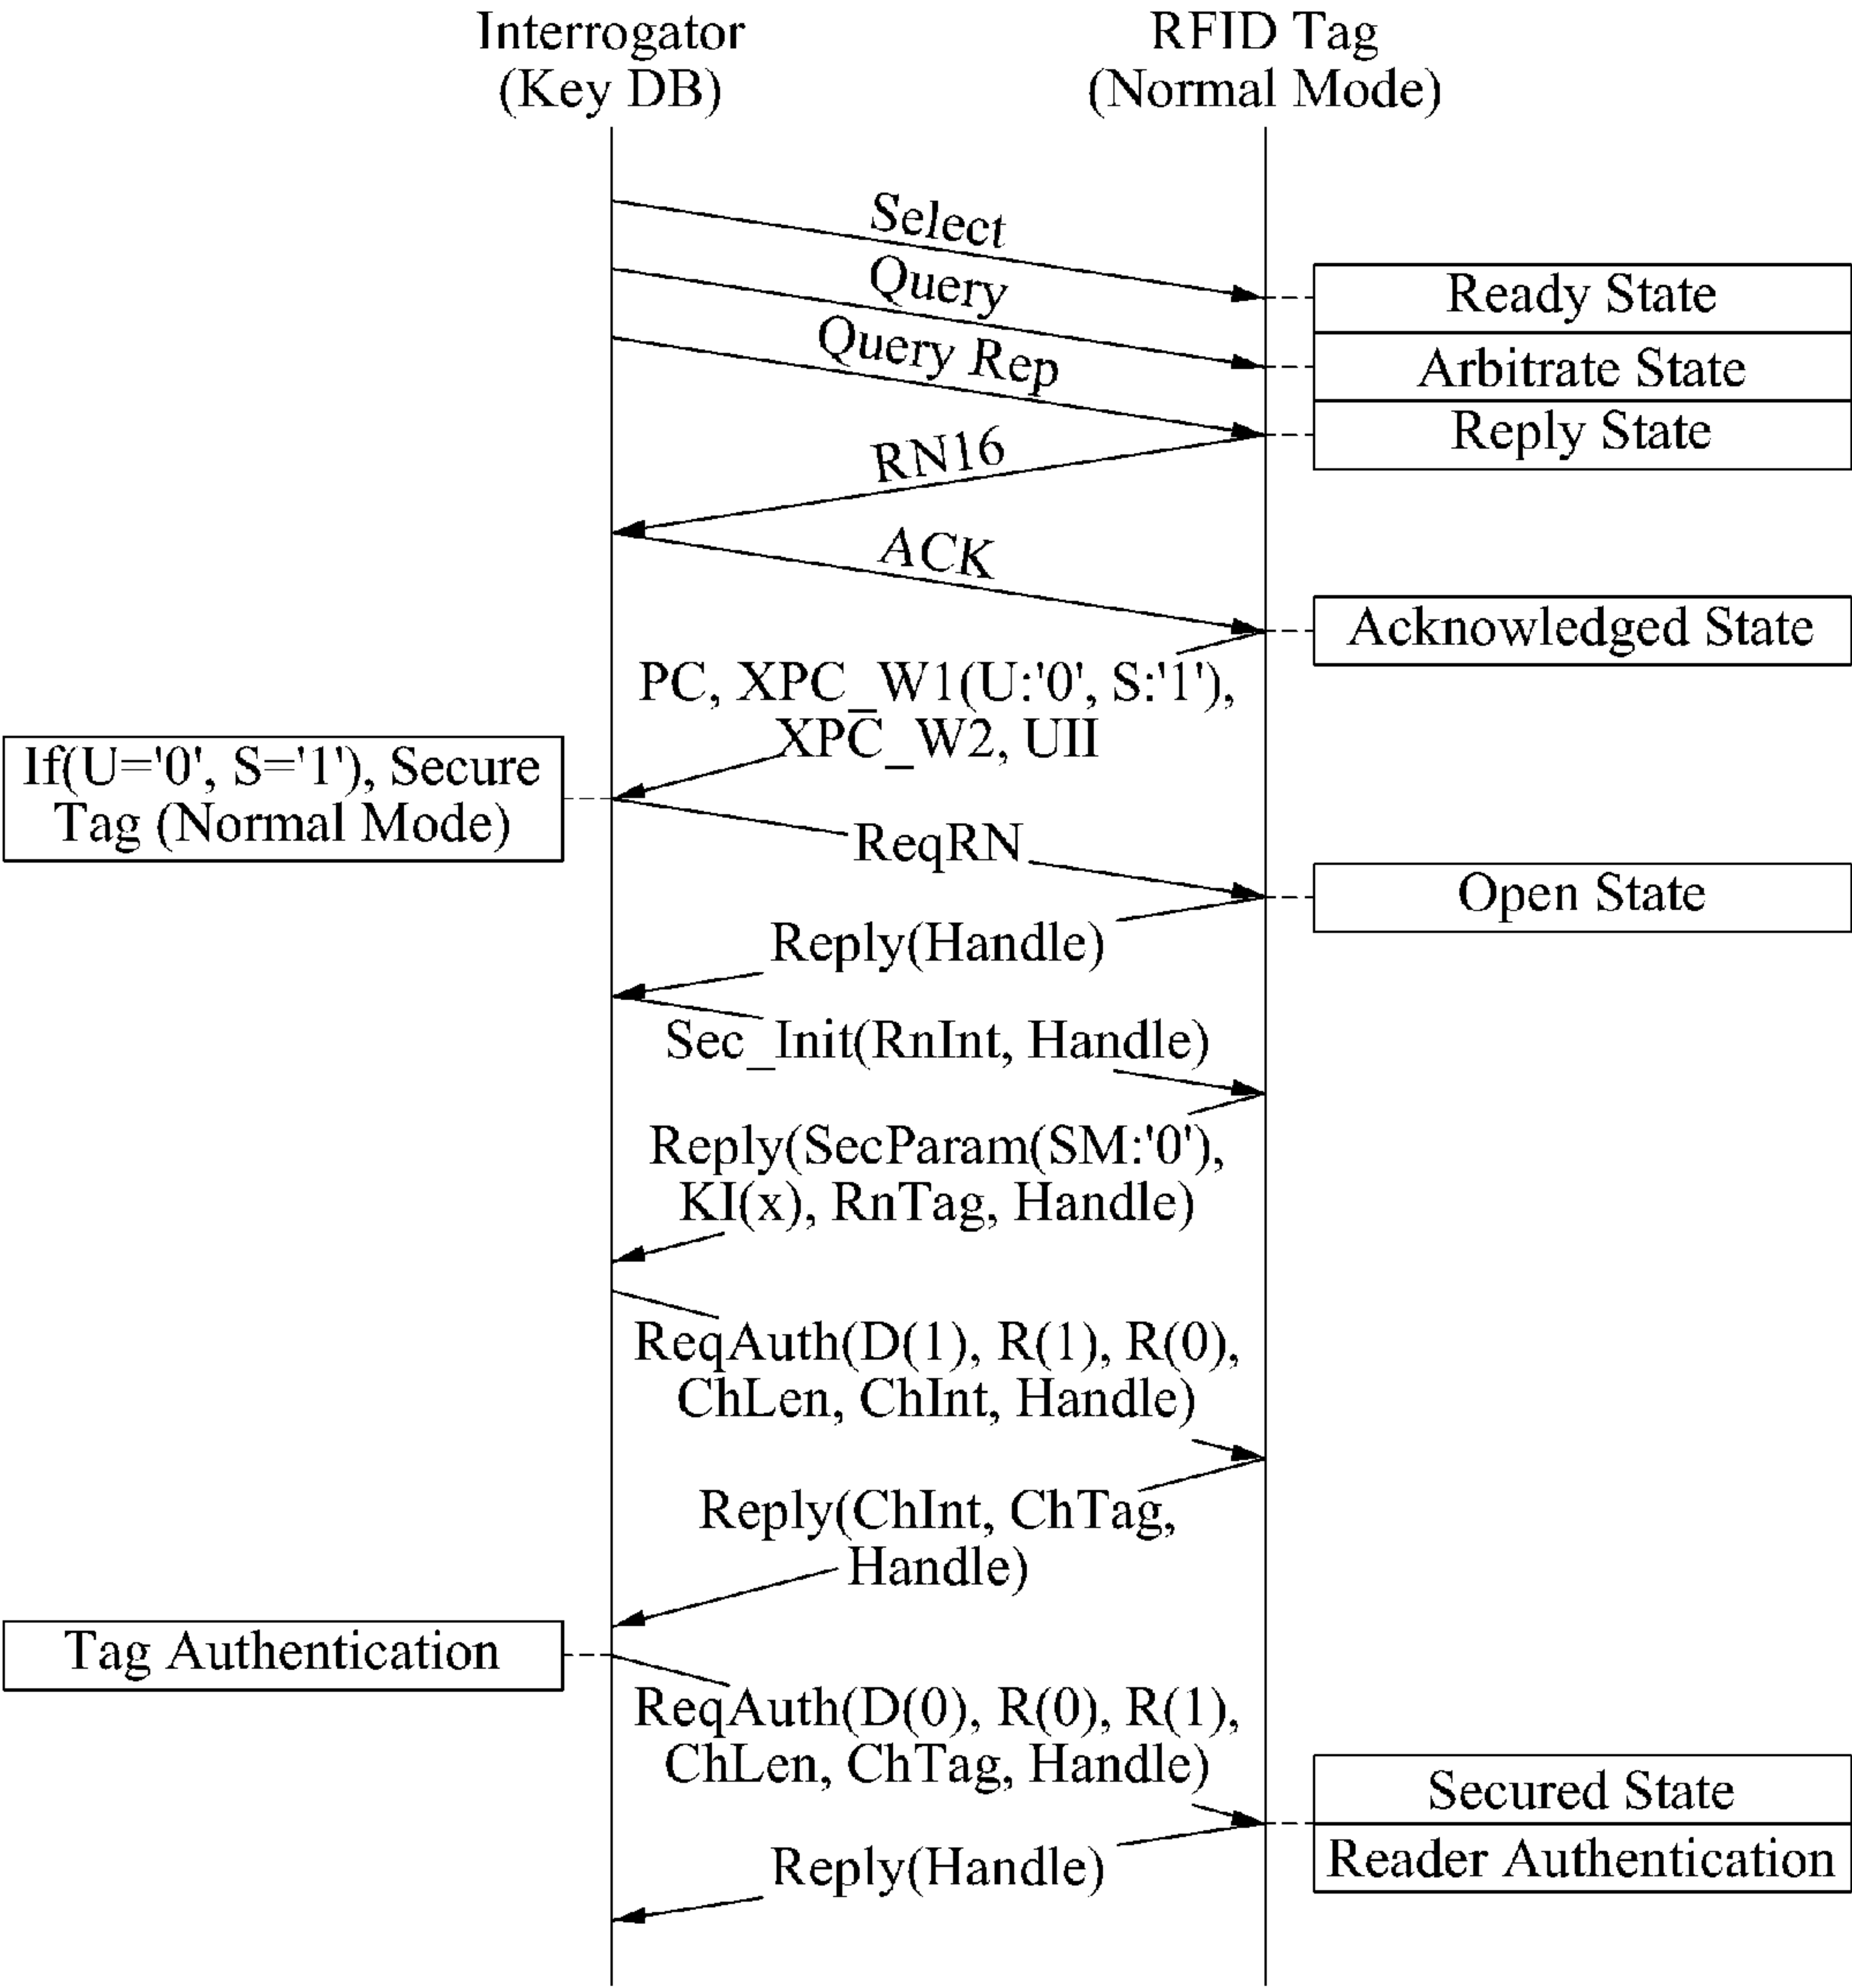 Interrogator
(Key DB)
RFID Tag
(Normal Mode)
Select
Ready State
Query
Arbitrate State
Query Rep
Reply State
RN16
ACK
Acknowledged State
PC, XPC_W1(U:'0', S:'1'),
XPC_W2, UII
If(U='0', S='1'), Secure
Tag (Normal Mode)
ReqRN
Open State
Reply(Handle)
Sec_Init(RnInt, Handle)
Reply(SecParam(SM:'0'),
KI(x), RnTag, Handle)
ReqAuth(D(1), R(1), R(0),
ChLen, ChInt, Handle)
Reply(ChInt, ChTag,
Handle)
Tag Authentication
ReqAuth(D(0), R(0), R(1),
ChLen, ChTag, Handle)
Secured State
Reader Authentication
Reply(Handle)